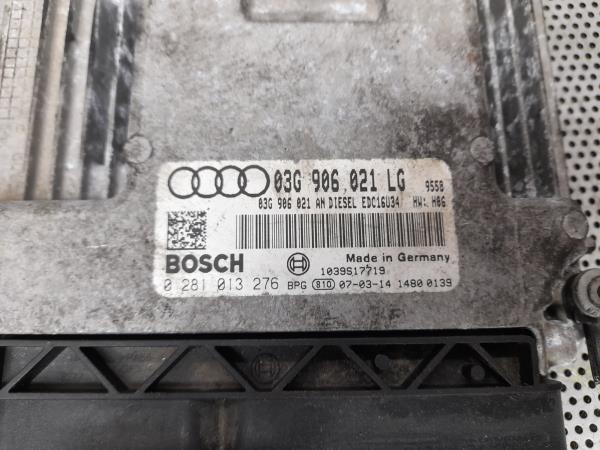 03G 906 021 LG 9558
03G 906 021 AN DIESEL EDC16U34 HW: H06
Made in Germany
BOSCH 1039S17719
0 281 013 276 BPG 810 07-03-14 1480 0139